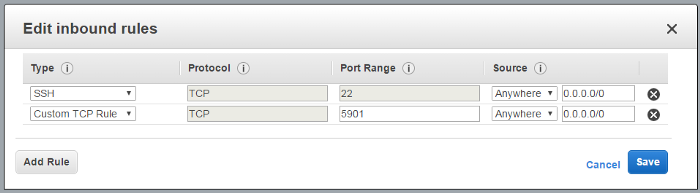 Edit inbound rules
Type Protocol Port Range Source
SSH TCP 22 Anywhere 0.0.0.0/0
Custom TCP Rule TCP 5901 Anywhere 0.0.0.0/0
Add Rule Cancel Save